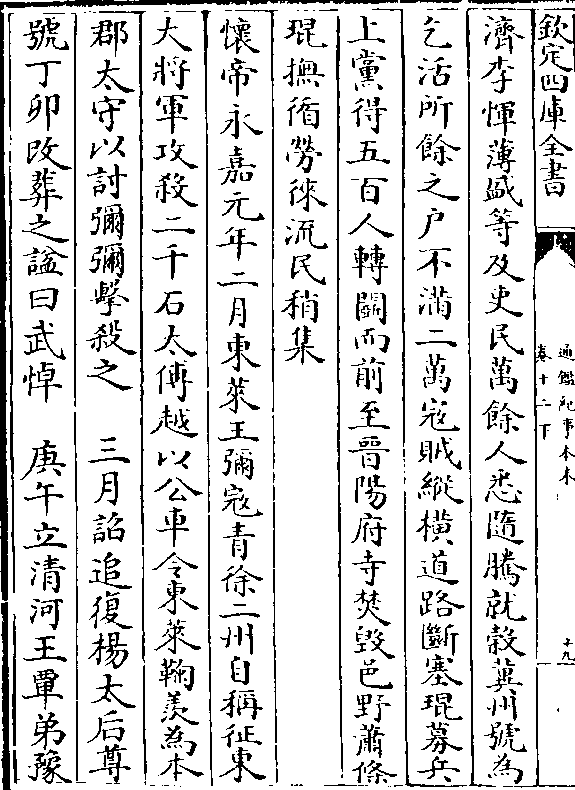 欽定四庫全書
通鑑紀事本末
卷十二下
十九
濟李惲薄盛等及吏民萬餘人悉隨騰就穀冀州號為
乞活所餘之户不滿二萬寇賊縱橫道路斷塞琨募兵
上黨得五百人轉鬬而前至晉陽府寺焚毀邑野蕭條
琨撫循勞徠流民稍集
懷帝永嘉元年二月東萊王彌寇青徐二州自稱征東
大將軍攻殺二千石太傅越以公車令東萊鞠羨為本
郡太守以討彌彌擊殺之　三月詔追復楊太后尊
號丁卯改葬之諡曰武悼　庚午立清河王覃弟豫